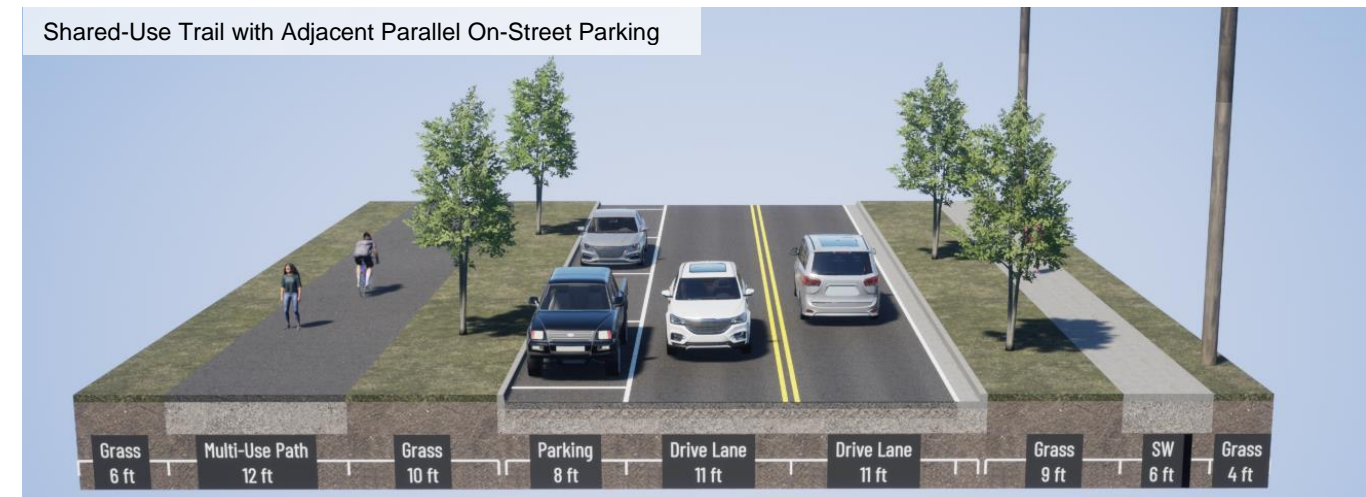 Shared-Use Trail with Adjacent Parallel On-Street Parking
Grass
6 ft
Multi-Use Path
12 ft
Grass
10 ft
Parking
8 ft
Drive Lane
11 ft
Drive Lane
11 ft
Grass
9 ft
SW
6 ft
Grass
4 ft